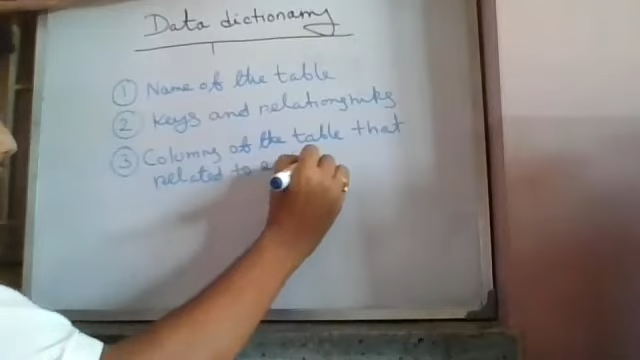 Data dictionary
① Name of the table
② Keys and relationships
③ Columns of the table that
related to